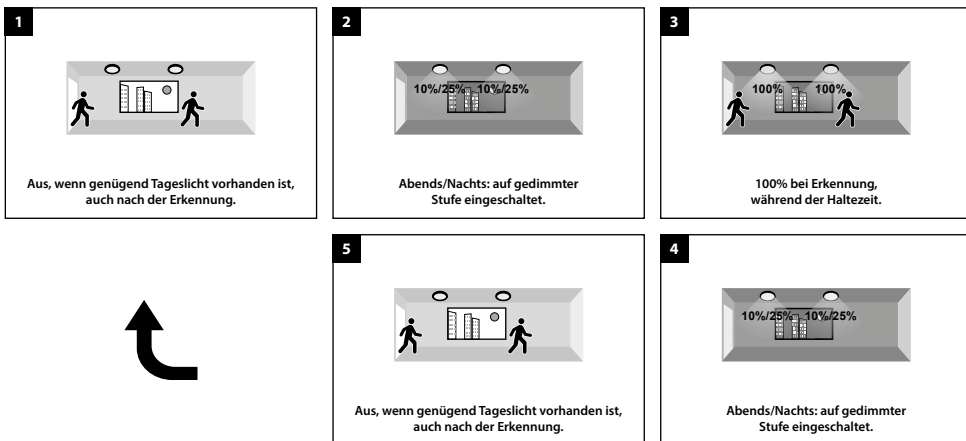 1
10%/25% 10%/25%
Aus, wenn genügend Tageslicht vorhanden ist,
auch nach der Erkennung.
2
Abends/Nachts: auf gedimmter
Stufe eingeschaltet.
3
100% 100%
100% bei Erkennung,
während der Haltezeit.
5
Aus, wenn genügend Tageslicht vorhanden ist,
auch nach der Erkennung.
4
10%/25% 10%/25%
Abends/Nachts: auf gedimmter
Stufe eingeschaltet.